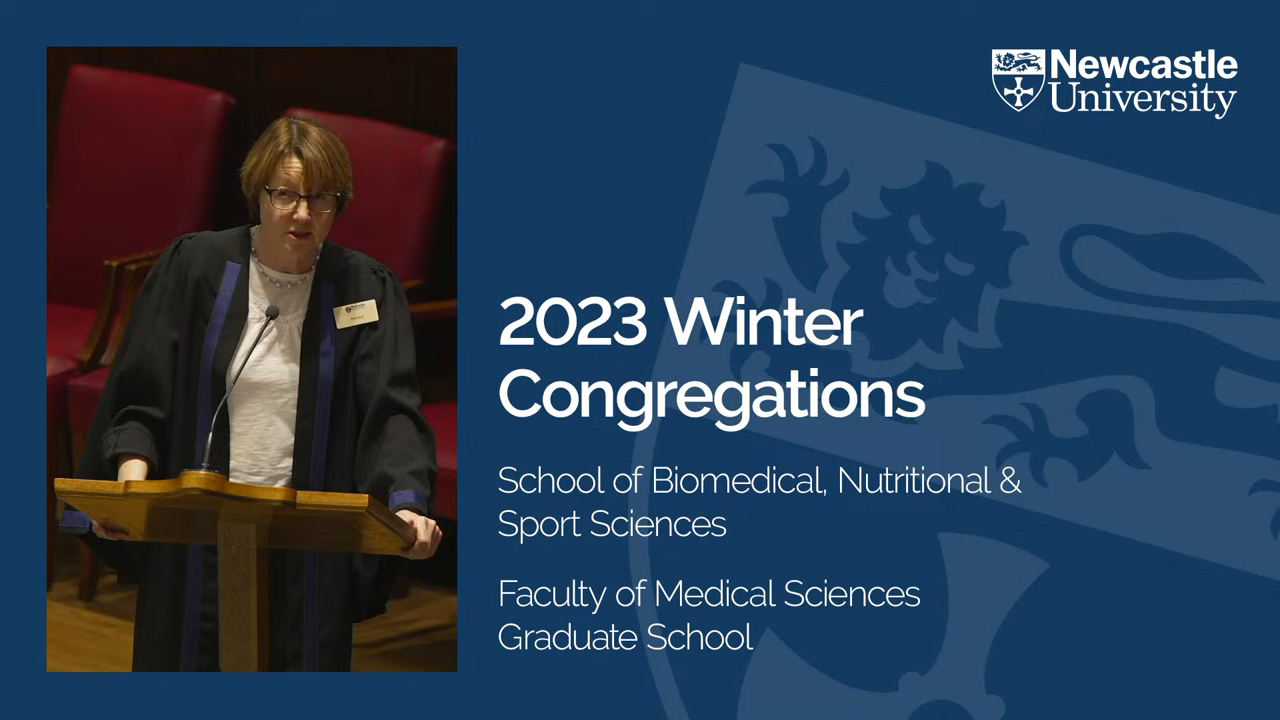 Newcastle
University
2023 Winter
Congregations
School of Biomedical, Nutritional &
Sport Sciences
Faculty of Medical Sciences
Graduate School